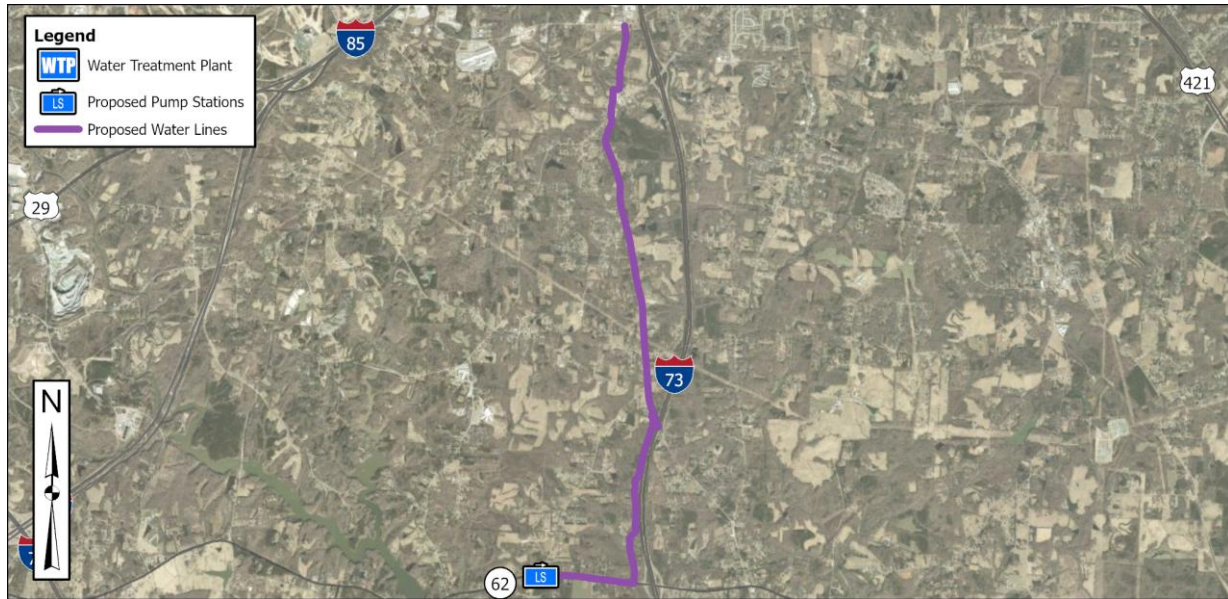 Legend
WTP Water Treatment Plant
LS Proposed Pump Stations
Proposed Water Lines
85
421
29
73
N
62
LS